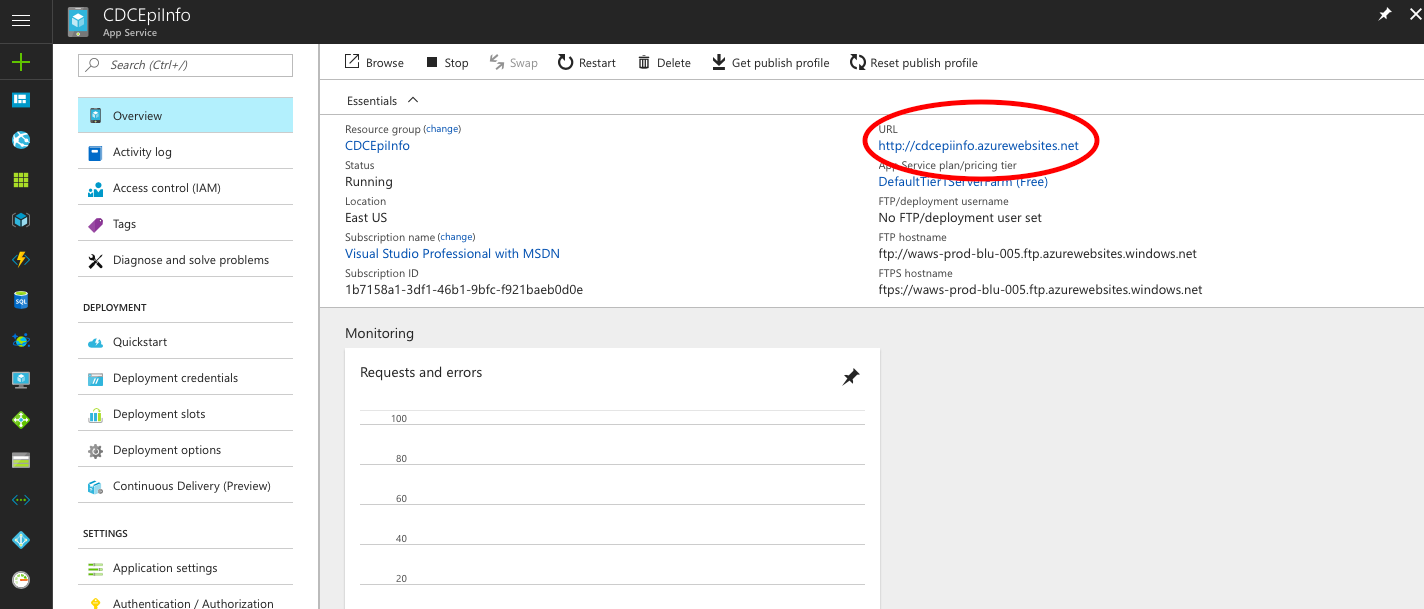 CDCEpiInfo
App Service
Search (Ctrl+/)
Overview
Activity log
Access control (IAM)
Tags
Diagnose and solve problems
DEPLOYMENT
Quickstart
Deployment credentials
Deployment slots
Deployment options
Continuous Delivery (Preview)
SETTINGS
Application settings
Authentication / Authorization
Browse Stop Swap Restart Delete Get publish profile Reset publish profile
Essentials
Resource group (change)
CDCEpiInfo
Status
Running
Location
East US
Subscription name (change)
Visual Studio Professional with MSDN
Subscription ID
1b7158a1-3df1-46b1-9bfc-f921baeb0d0e
URL
http://cdcepiinfo.azurewebsites.net
App Service plan/pricing tier
DefaultTier1ServerFarm (Free)
FTP/deployment username
No FTP/deployment user set
FTP hostname
ftp://waws-prod-blu-005.ftp.azurewebsites.windows.net
FTPS hostname
ftps://waws-prod-blu-005.ftp.azurewebsites.windows.net
Monitoring
Requests and errors
100
80
60
40
20
SQL